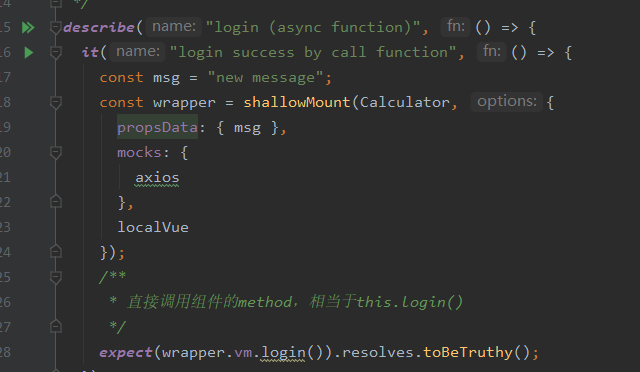 14 */
15 describe( name: "login (async function)", fn: () => {
16 it( name: "login success by call function", fn: () => {
17 const msg = "new message";
18 const wrapper = shallowMount(Calculator, options: {
19 propsData: { msg },
20 mocks: {
21 axios
22 },
23 localVue
24 });
25 /**
26 * 直接调用组件的method，相当于this.login()
27 */
28 expect(wrapper.vm.login()).resolves.toBeTruthy();